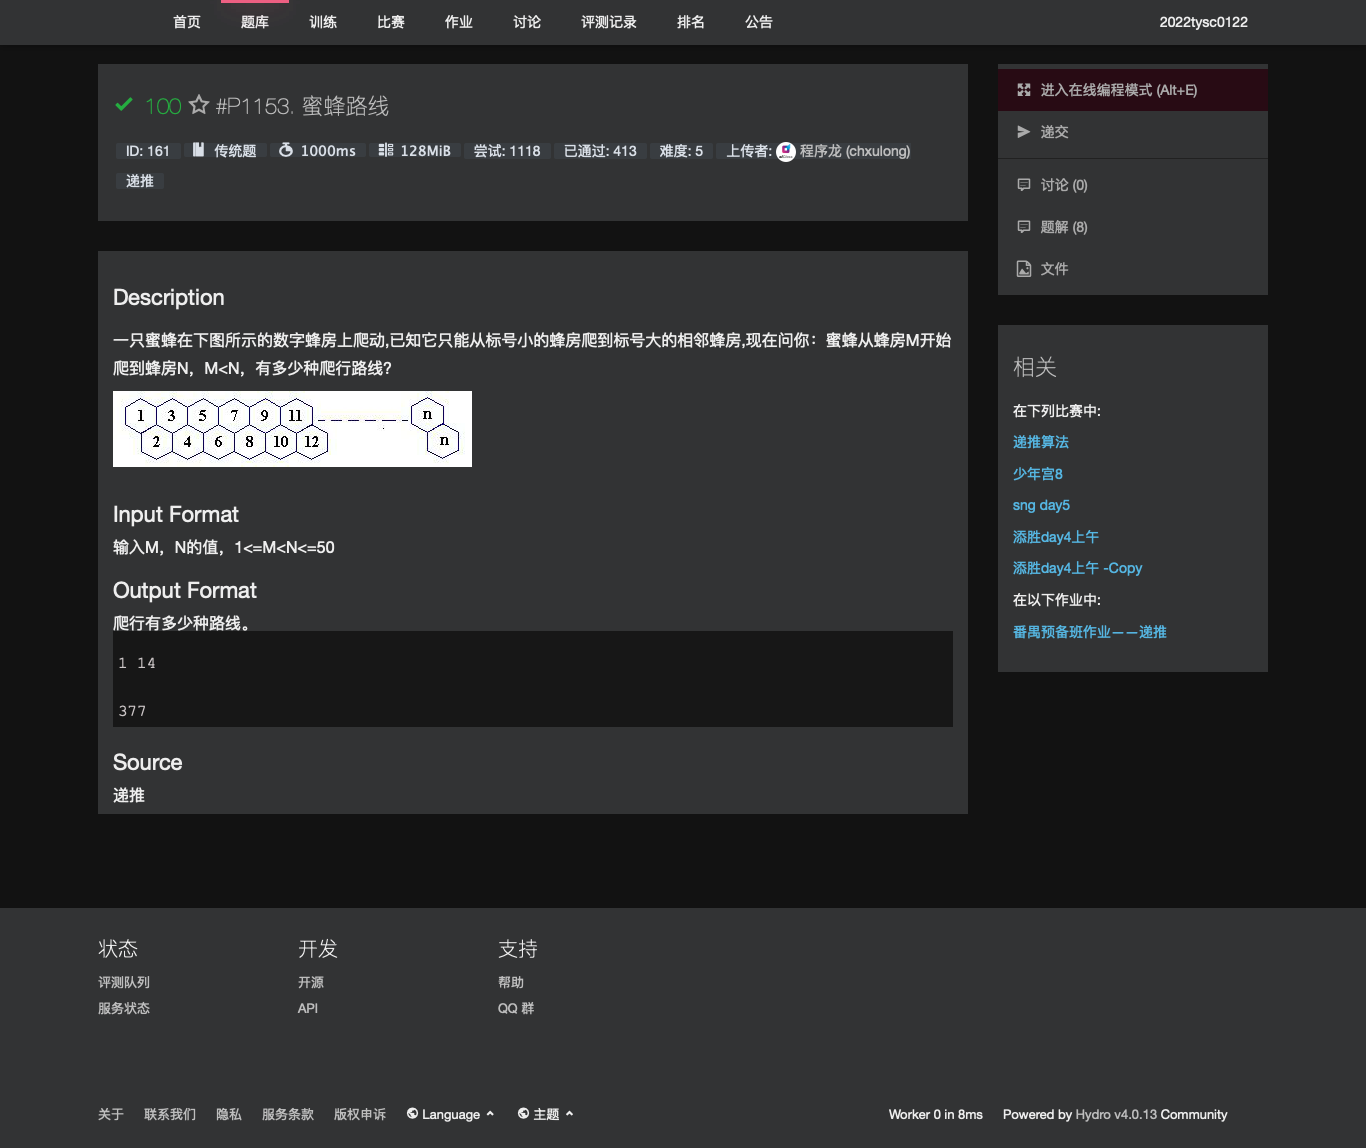 首页 题库 训练 比赛 作业 讨论 评测记录 排名 公告 2022tysc0122
100 #P1153. 蜜蜂路线
ID: 161 传统题 1000ms 128MiB 尝试: 1118 已通过: 413 难度: 5 上传者: 程序龙 (chxulong)
递推
Description
一只蜜蜂在下图所示的数字蜂房上爬动,已知它只能从标号小的蜂房爬到标号大的相邻蜂房,现在问你：蜜蜂从蜂房M开始
爬到蜂房N，M<N，有多少种爬行路线?
1 3 5 7 9 11 n
2 4 6 8 10 12 n
Input Format
输入M，N的值，1<=M<N<=50
Output Format
爬行有多少种路线。
1 14
377
Source
递推
进入在线编程模式 (Alt+E)
递交
讨论 (0)
题解 (8)
文件
相关
在下列比赛中:
递推算法
少年宫8
sng day5
添胜day4上午
添胜day4上午 -Copy
在以下作业中:
番禺预备班作业——递推
状态 开发 支持
评测队列 开源 帮助
服务状态 API QQ 群
关于 联系我们 隐私 服务条款 版权申诉 Language 主题 Worker 0 in 8ms Powered by Hydro v4.0.13 Community